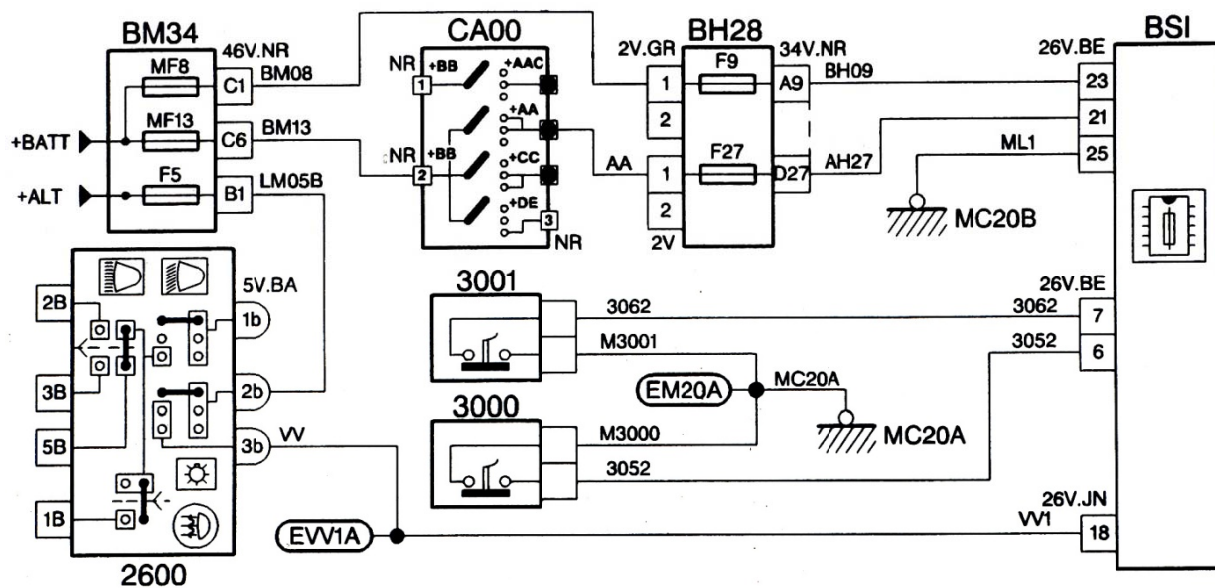 BM34
46V.NR
MF8
C1
BM08
MF13
C6
BM13
+BATT
F5
B1
LM05B
+ALT
CA00
NR
1
+BB
+AAC
+AA
NR
2
+BB
+CC
+DE
3
NR
AA
BH28
2V.GR
34V.NR
1
F9
A9
BH09
2
1
F27
D27
AH27
2
2V
BSI
26V.BE
23
21
25
ML1
MC20B
26V.BE
3062
7
3052
6
26V.JN
VV1
18
2B
3B
5B
1B
5V.BA
1b
2b
3b
VV
2600
3001
3062
M3001
EM20A
MC20A
MC20A
3000
M3000
3052
EVV1A